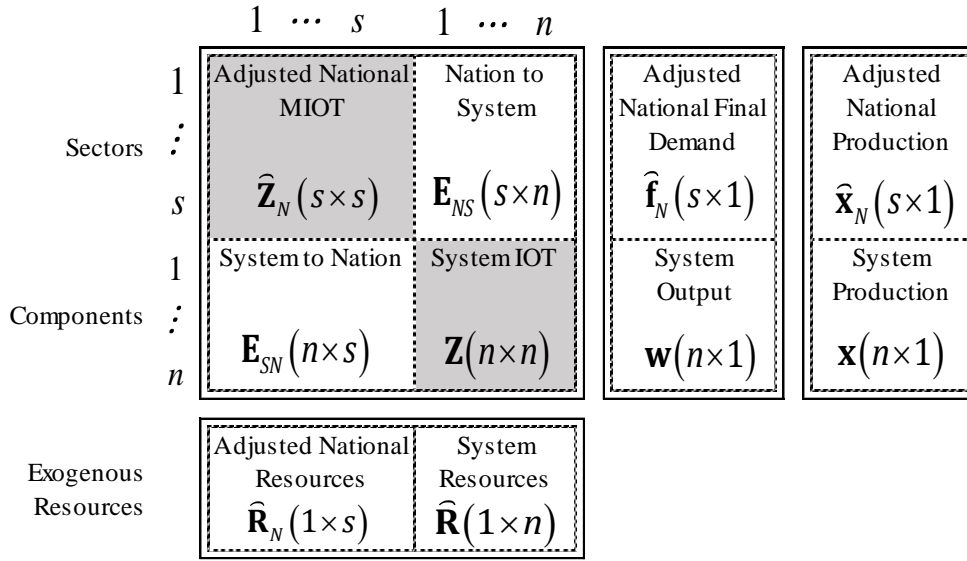 1 ⋯ s 1 ⋯ n
1
⋮
s
Sectors
Adjusted National
MIOT
Ẑ_N(s×s)
Nation to
System
E_NS(s×n)
Adjusted
National Final
Demand
f̂_N(s×1)
Adjusted
National
Production
x̂_N(s×1)
1
⋮
n
Components
System to Nation
E_SN(n×s)
System IOT
Z(n×n)
System
Output
w(n×1)
System
Production
x(n×1)
Exogenous
Resources
Adjusted National
Resources
R̂_N(1×s)
System
Resources
R̂(1×n)